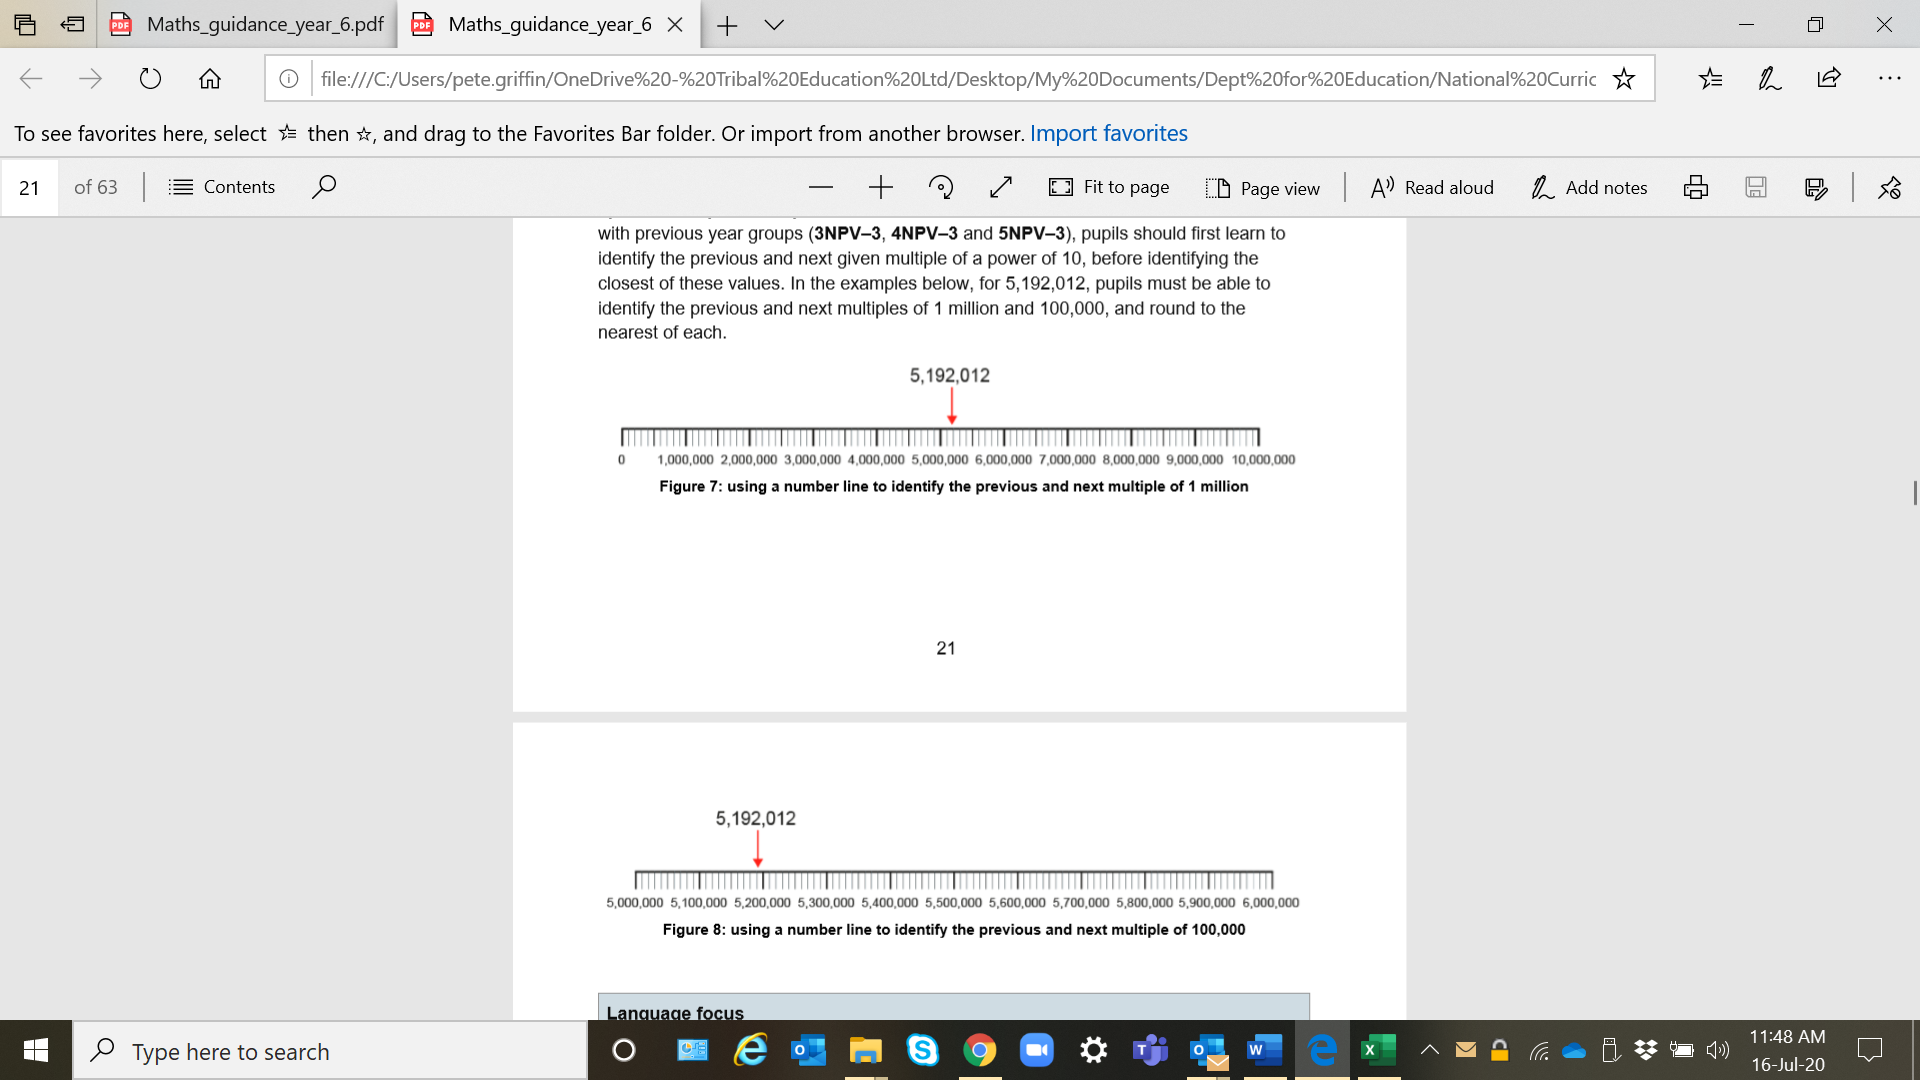 Maths_guidance_year_6.pdf
Maths_guidance_year_6
file:///C:/Users/pete.griffin/OneDrive%20-%20Tribal%20Education%20Ltd/Desktop/My%20Documents/Dept%20for%20Education/National%20Curric
To see favorites here, select then , and drag to the Favorites Bar folder. Or import from another browser. Import favorites
21 of 63 Contents Fit to page Page view Read aloud Add notes
with previous year groups (3NPV–3, 4NPV–3 and 5NPV–3), pupils should first learn to
identify the previous and next given multiple of a power of 10, before identifying the
closest of these values. In the examples below, for 5,192,012, pupils must be able to
identify the previous and next multiples of 1 million and 100,000, and round to the
nearest of each.
5,192,012
0 1,000,000 2,000,000 3,000,000 4,000,000 5,000,000 6,000,000 7,000,000 8,000,000 9,000,000 10,000,000
Figure 7: using a number line to identify the previous and next multiple of 1 million
21
5,192,012
5,000,000 5,100,000 5,200,000 5,300,000 5,400,000 5,500,000 5,600,000 5,700,000 5,800,000 5,900,000 6,000,000
Figure 8: using a number line to identify the previous and next multiple of 100,000
Language focus
Type here to search
11:48 AM
16-Jul-20